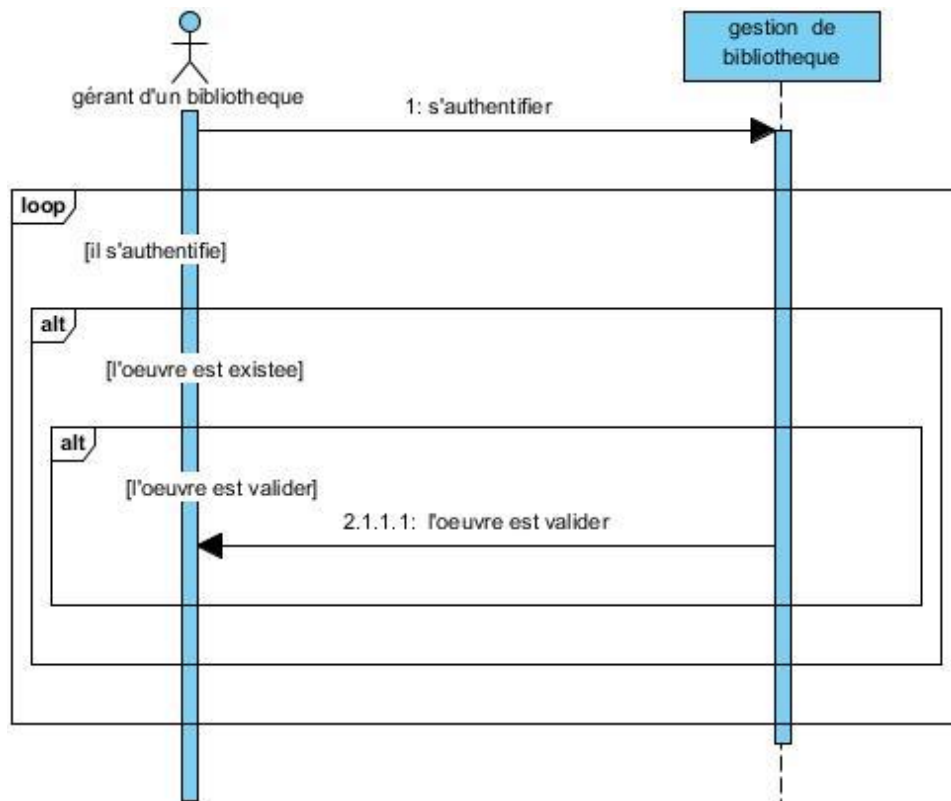 gestion de
bibliotheque
gérant d'un bibliotheque
1: s'authentifier
loop
[il s'authentifie]
alt
[l'oeuvre est existee]
alt
[l'oeuvre est valider]
2.1.1.1: l'oeuvre est valider